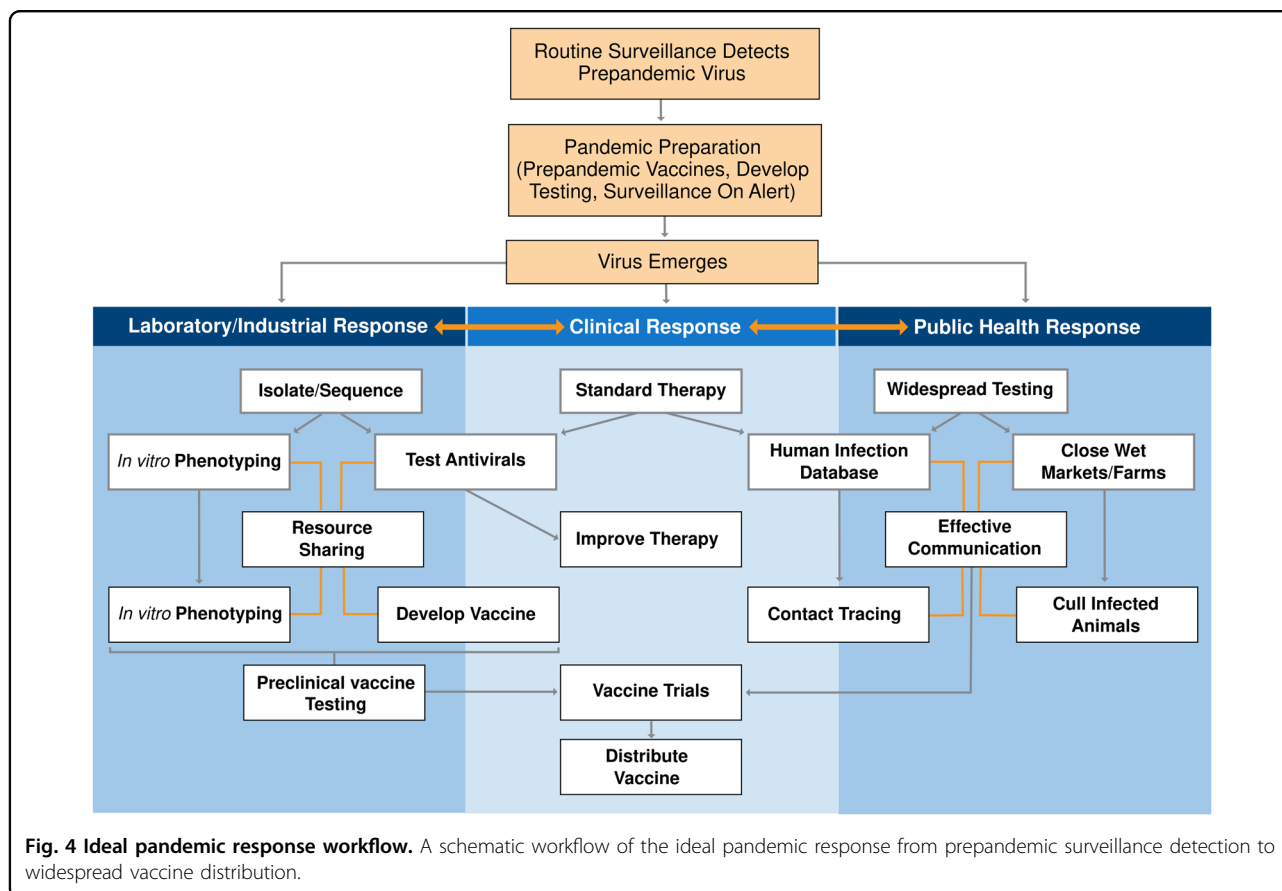 Routine Surveillance Detects
Prepandemic Virus
Pandemic Preparation
(Prepandemic Vaccines, Develop
Testing, Surveillance On Alert)
Virus Emerges
Laboratory/Industrial Response
Clinical Response
Public Health Response
Isolate/Sequence
Standard Therapy
Widespread Testing
In vitro Phenotyping
Test Antivirals
Human Infection
Database
Close Wet
Markets/Farms
Resource
Sharing
Improve Therapy
Effective
Communication
In vitro Phenotyping
Develop Vaccine
Contact Tracing
Cull Infected
Animals
Preclinical vaccine
Testing
Vaccine Trials
Distribute
Vaccine
Fig. 4 Ideal pandemic response workflow. A schematic workflow of the ideal pandemic response from prepandemic surveillance detection to
widespread vaccine distribution.